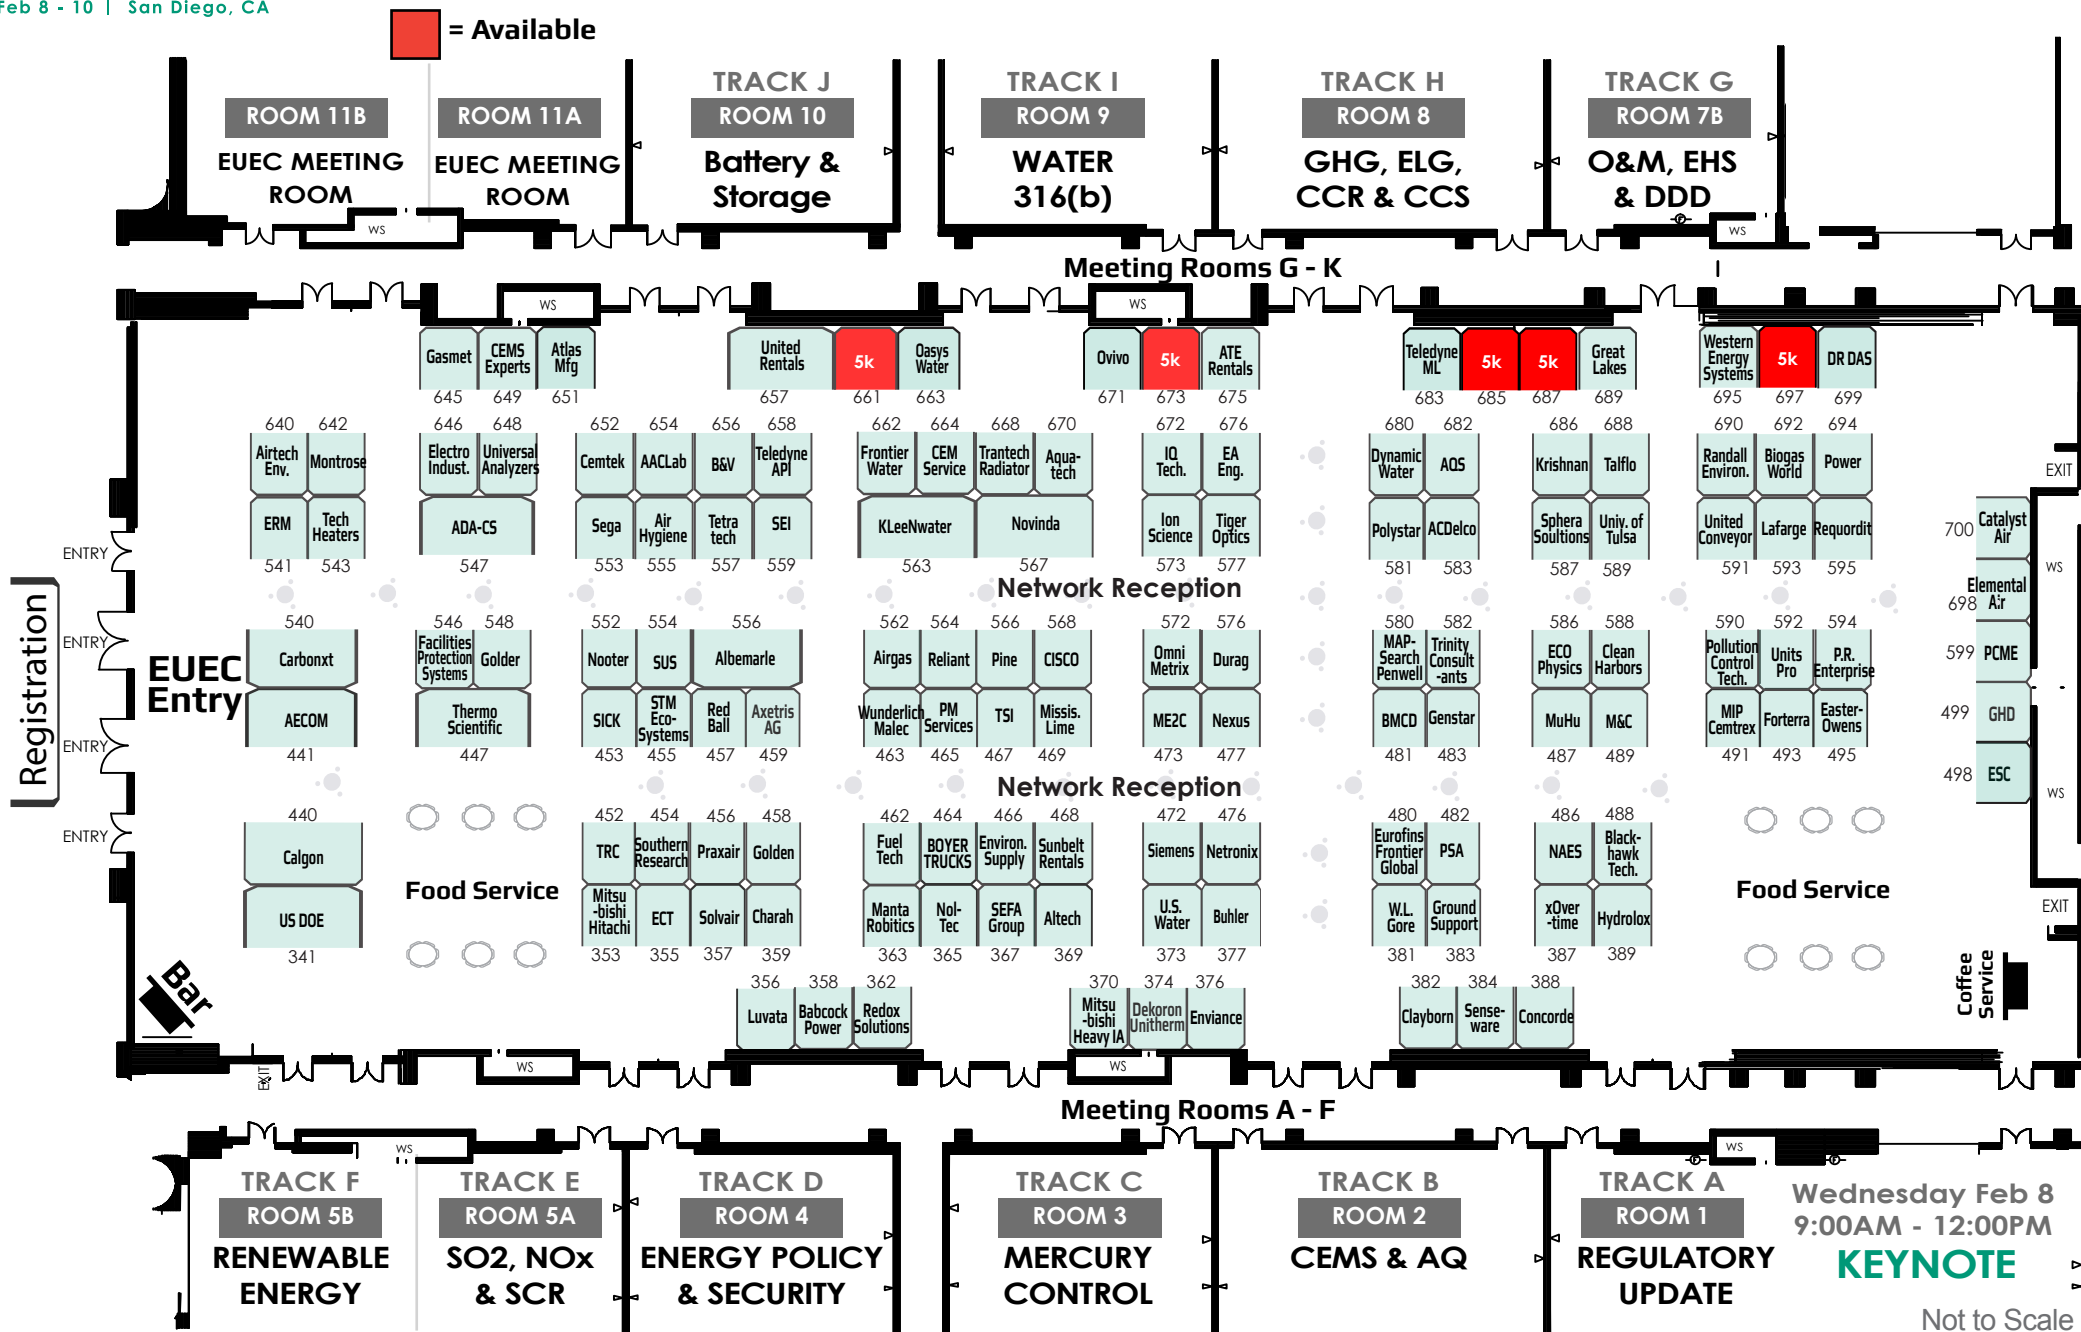 Feb 8 - 10 | San Diego, CA
= Available
TRACK J
TRACK I
TRACK H
TRACK G
ROOM 11B
ROOM 11A
ROOM 10
ROOM 9
ROOM 8
ROOM 7B
EUEC MEETING
ROOM
EUEC MEETING
ROOM
Battery &
Storage
WATER
316(b)
GHG, ELG,
CCR & CCS
O&M, EHS
& DDD
WS
WS
Meeting Rooms G - K
WS
WS
Gasmet
CEMS
Experts
Atlas
Mfg
United
Rentals
5k
Oasys
Water
Ovivo
5k
ATE
Rentals
Teledyne
ML
5k
5k
Great
Lakes
Western
Energy
Systems
5k
DR DAS
645 649 651 657 661 663 671 673 675 683 685 687 689 695 697 699
640 642 646 648 652 654 656 658 662 664 668 670 672 676 680 682 686 688 690 692 694
Airtech
Env.
Montrose
Electro
Indust.
Universal
Analyzers
Cemtek
AACLab
B&V
Teledyne
API
Frontier
Water
CEM
Service
Trantech
Radiator
Aqua-
tech
IQ
Tech.
EA
Eng.
Dynamic
Water
AQS
Krishnan
Talflo
Randall
Environ.
Biogas
World
Power
EXIT
ERM
Tech
Heaters
ADA-CS
Sega
Air
Hygiene
Tetra
tech
SEI
KLeeNwater
Novinda
Ion
Science
Tiger
Optics
Polystar
ACDelco
Sphera
Soultions
Univ. of
Tulsa
United
Conveyor
Lafarge
Requordit
700
Catalyst
Air
ENTRY
541 543 547 553 555 557 559 563 567 573 577 581 583 587 589 591 593 595
WS
Network Reception
698
Elemental
Air
Registration
540 546 548 552 554 556 562 564 566 568 572 576 580 582 586 588 590 592 594
ENTRY
EUEC
Entry
Carbonxt
Facilities
Protection
Systems
Golder
Nooter
SUS
Albemarle
Airgas
Reliant
Pine
CISCO
Omni
Metrix
Durag
MAP-
Search
Penwell
Trinity
Consult
-ants
ECO
Physics
Clean
Harbors
Pollution
Control
Tech.
Units
Pro
P.R.
Enterprise
599
PCME
AECOM
Thermo
Scientific
SICK
STM
Eco-
Systems
Red
Ball
Axetris
AG
Wunderlich
Malec
PM
Services
TSI
Missis.
Lime
ME2C
Nexus
BMCD
Genstar
MuHu
M&C
MIP
Cemtrex
Forterra
Easter-
Owens
499
GHD
ENTRY
441 447 453 455 457 459 463 465 467 469 473 477 481 483 487 489 491 493 495
Network Reception
498
ESC
WS
440 452 454 456 458 462 464 466 468 472 476 480 482 486 488
ENTRY
Calgon
TRC
Southern
Research
Praxair
Golden
Fuel
Tech
BOYER
TRUCKS
Environ.
Supply
Sunbelt
Rentals
Siemens
Netronix
Eurofins
Frontier
Global
PSA
NAES
Black-
hawk
Tech.
Food Service
Food Service
US DOE
Mitsu
-bishi
Hitachi
ECT
Solvair
Charah
Manta
Robitics
Nol-
Tec
SEFA
Group
Altech
U.S.
Water
Buhler
W.L.
Gore
Ground
Support
xOver
-time
Hydrolox
EXIT
341 353 355 357 359 363 365 367 369 373 377 381 383 387 389
Bar
Coffee
Service
356 358 362 370 374 376 382 384 388
Luvata
Babcock
Power
Redox
Solutions
Mitsu
-bishi
Heavy IA
Dekoron
Unitherm
Enviance
Clayborn
Sense-
ware
Concorde
EXIT
WS
WS
Meeting Rooms A - F
WS
WS
TRACK F
TRACK E
TRACK D
TRACK C
TRACK B
TRACK A
ROOM 5B
ROOM 5A
ROOM 4
ROOM 3
ROOM 2
ROOM 1
RENEWABLE
ENERGY
SO2, NOx
& SCR
ENERGY POLICY
& SECURITY
MERCURY
CONTROL
CEMS & AQ
REGULATORY
UPDATE
Wednesday Feb 8
9:00AM - 12:00PM
KEYNOTE
Not to Scale